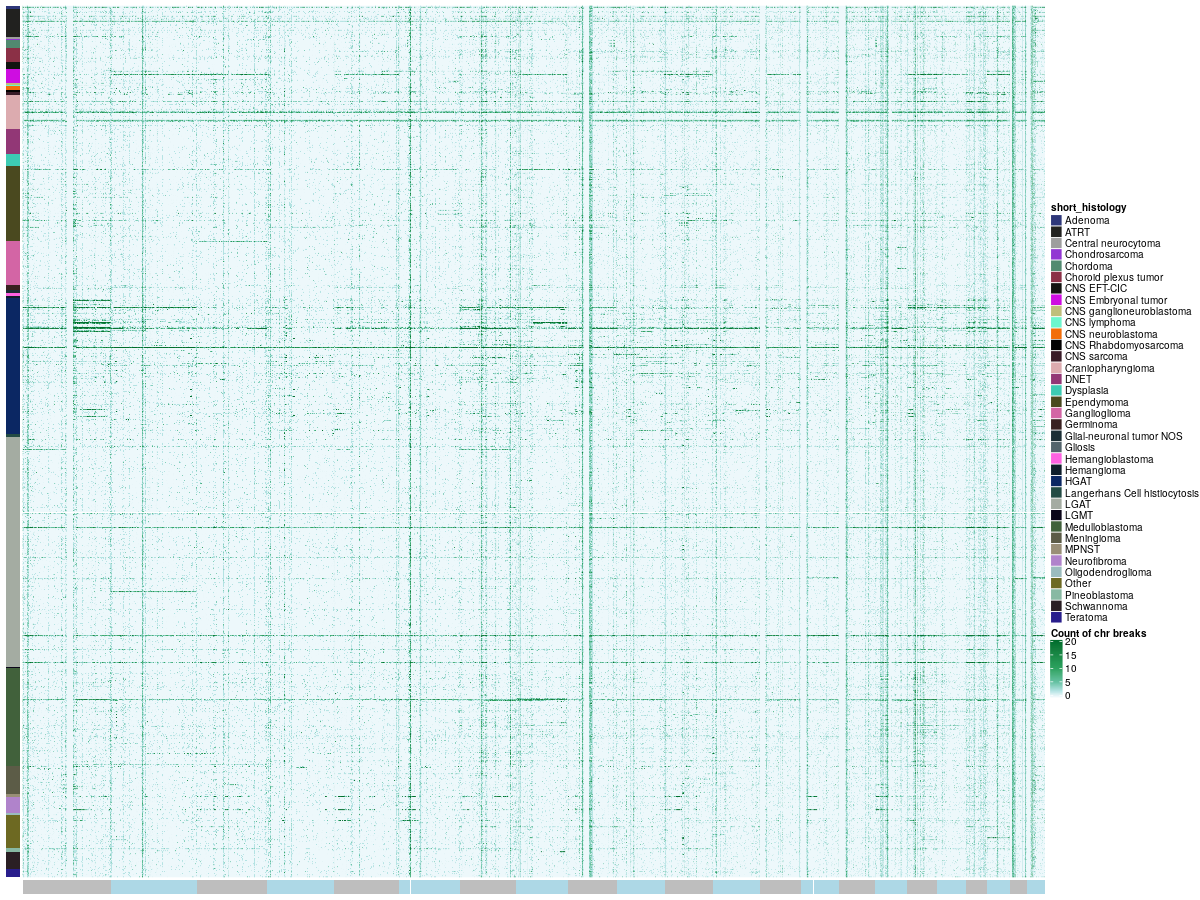 short_histology
Adenoma
ATRT
Central neurocytoma
Chondrosarcoma
Chordoma
Choroid plexus tumor
CNS EFT-CIC
CNS Embryonal tumor
CNS ganglioneuroblastoma
CNS lymphoma
CNS neuroblastoma
CNS Rhabdomyosarcoma
CNS sarcoma
Craniopharyngioma
DNET
Dysplasia
Ependymoma
Ganglioglioma
Germinoma
Glial-neuronal tumor NOS
Gliosis
Hemangioblastoma
Hemangioma
HGAT
Langerhans Cell histiocytosis
LGAT
LGMT
Medulloblastoma
Meningioma
MPNST
Neurofibroma
Oligodendroglioma
Other
Pineoblastoma
Schwannoma
Teratoma
Count of chr breaks
20
15
10
5
0